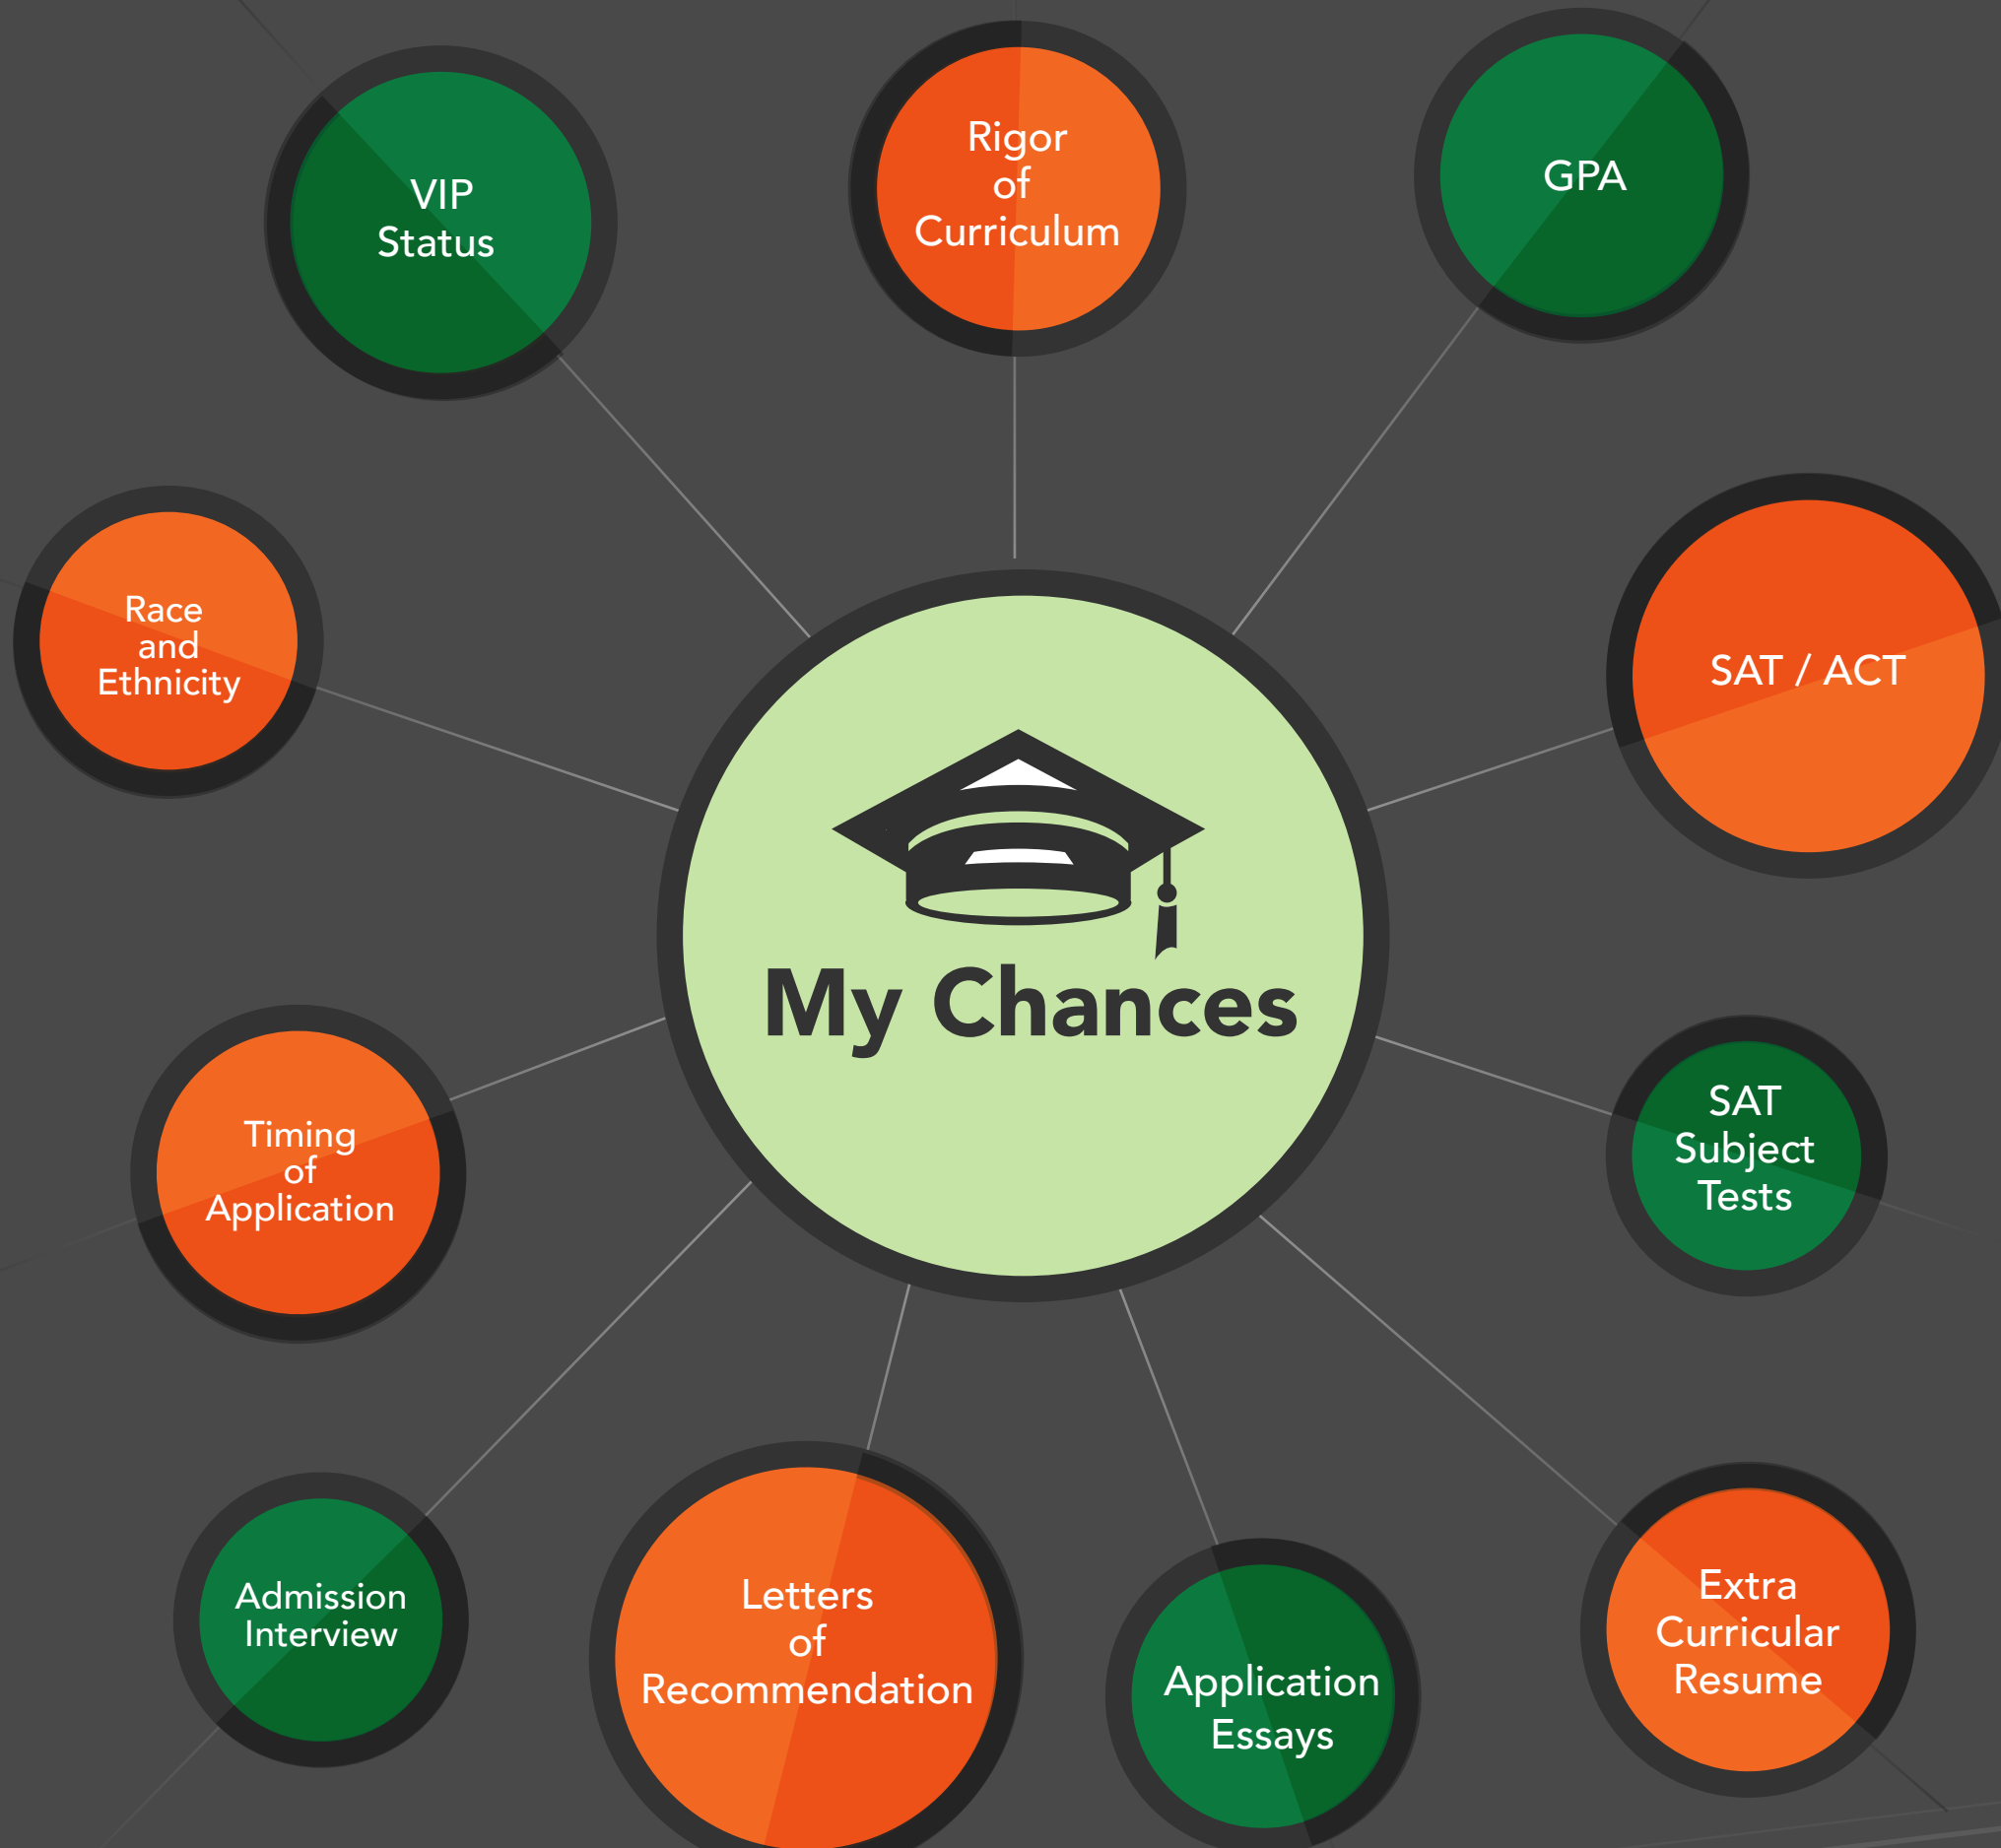 VIP
Status
Rigor
of
Curriculum
GPA
Race
and
Ethnicity
SAT / ACT
My Chances
Timing
of
Application
SAT
Subject
Tests
Admission
Interview
Letters
of
Recommendation
Application
Essays
Extra
Curricular
Resume